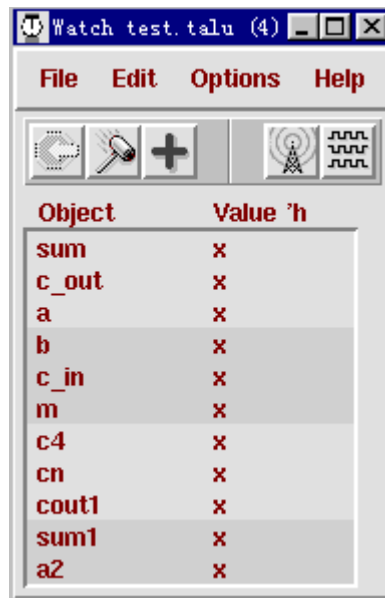 Watch test.talu (4)
File Edit Options Help
Object Value 'h
sum x
c_out x
a x
b x
c_in x
m x
c4 x
cn x
cout1 x
sum1 x
a2 x